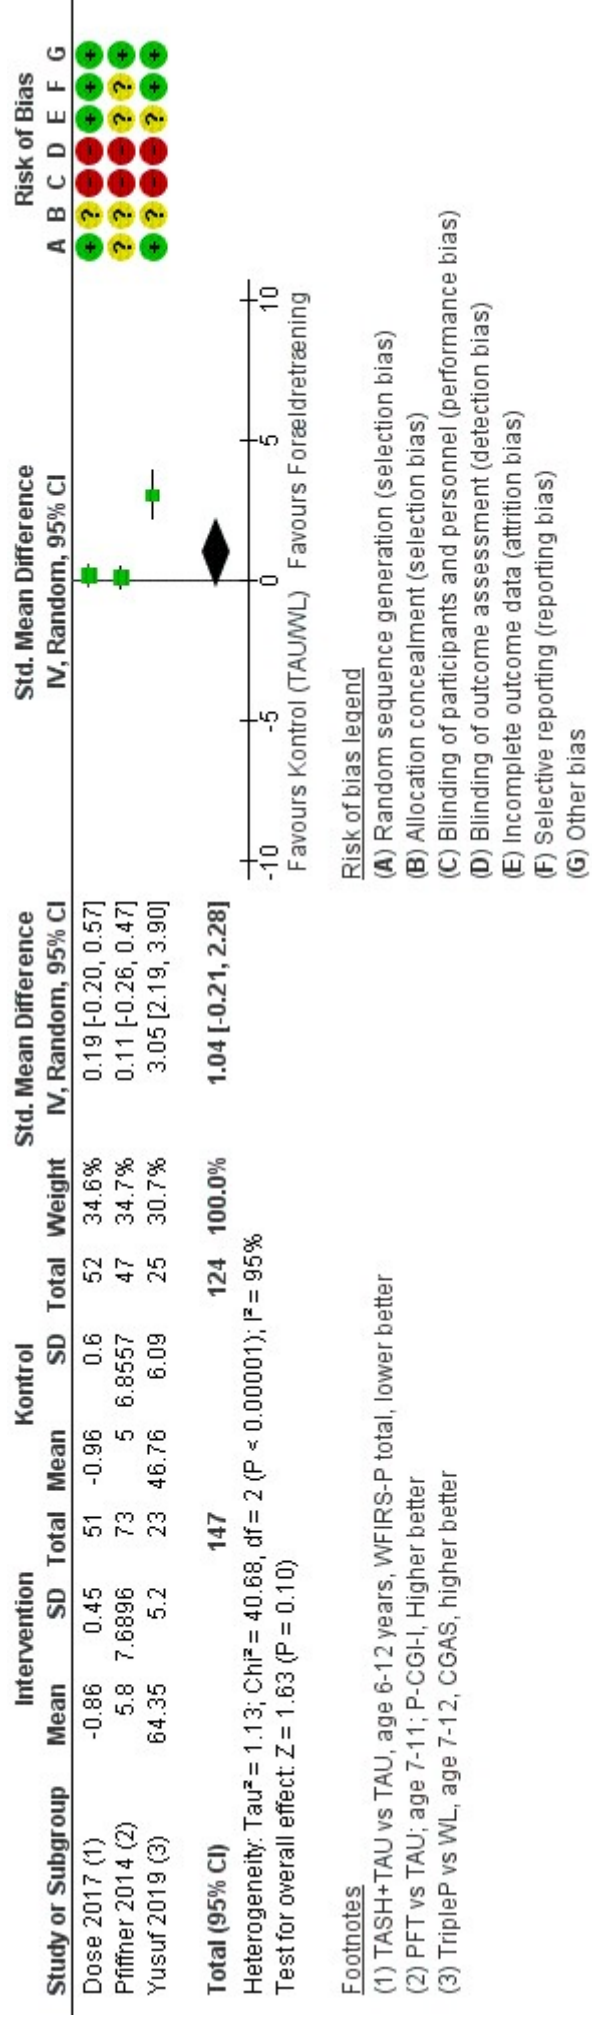 Intervention Kontrol Std. Mean Difference Std. Mean Difference Risk of Bias
Study or Subgroup Mean SD Total Mean SD Total Weight IV, Random, 95% CI IV, Random, 95% CI A B C D E F G
Dose 2017 (1) -0.86 0.45 51 -0.96 0.6 52 34.6% 0.19 [-0.20, 0.57] + ? - - + + +
Pfiffner 2014 (2) 5.8 7.6896 73 5 6.8557 47 34.7% 0.11 [-0.26, 0.47] ? ? - - ? ? +
Yusuf 2019 (3) 64.35 5.2 23 46.76 6.09 25 30.7% 3.05 [2.19, 3.90] + ? - - ? + +
Total (95% CI) 147 124 100.0% 1.04 [-0.21, 2.28]
Heterogeneity: Tau² = 1.13; Chi² = 40.68, df = 2 (P < 0.00001); I² = 95%
Test for overall effect: Z = 1.63 (P = 0.10)
-10 -5 0 5 10
Favours Kontrol (TAU/WL) Favours Forældretræning
Footnotes
(1) TASH+TAU vs TAU, age 6-12 years, WFIRS-P total, lower better
(2) PFT vs TAU; age 7-11; P-CGI-I, Higher better
(3) TripleP vs WL, age 7-12, CGAS, higher better
Risk of bias legend
(A) Random sequence generation (selection bias)
(B) Allocation concealment (selection bias)
(C) Blinding of participants and personnel (performance bias)
(D) Blinding of outcome assessment (detection bias)
(E) Incomplete outcome data (attrition bias)
(F) Selective reporting (reporting bias)
(G) Other bias